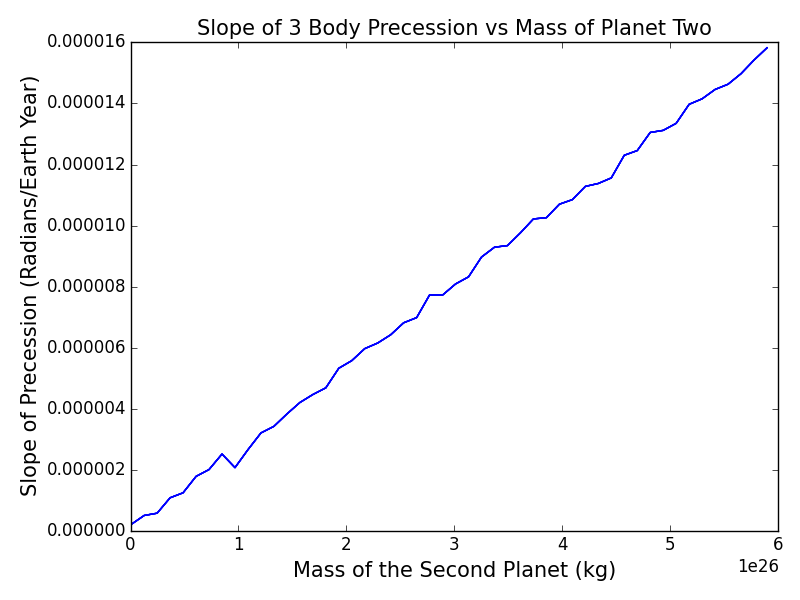 Slope of 3 Body Precession vs Mass of Planet Two
0.000016
0.000014
0.000012
0.000010
0.000008
0.000006
0.000004
0.000002
0.000000
Slope of Precession (Radians/Earth Year)
0 1 2 3 4 5 6
1e26
Mass of the Second Planet (kg)